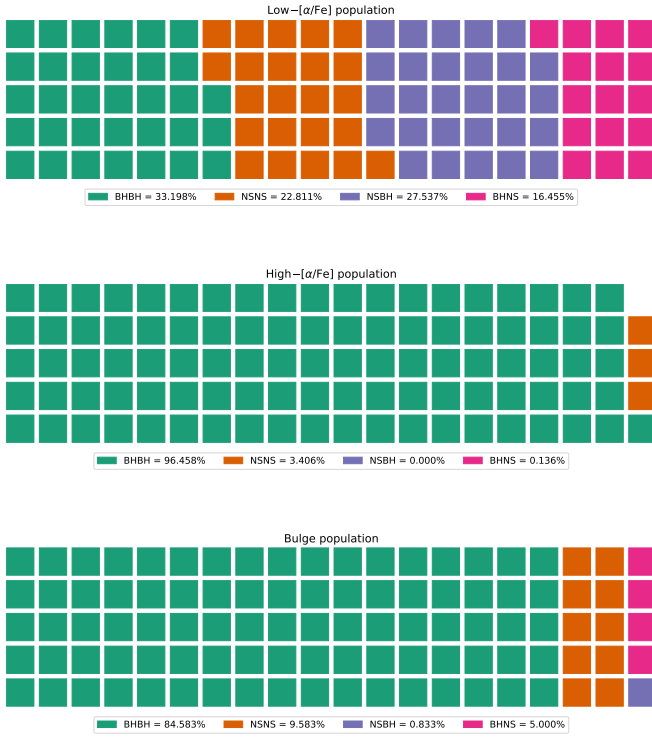 Low−[α/Fe] population
BHBH = 33.198% NSNS = 22.811% NSBH = 27.537% BHNS = 16.455%
High−[α/Fe] population
BHBH = 96.458% NSNS = 3.406% NSBH = 0.000% BHNS = 0.136%
Bulge population
BHBH = 84.583% NSNS = 9.583% NSBH = 0.833% BHNS = 5.000%